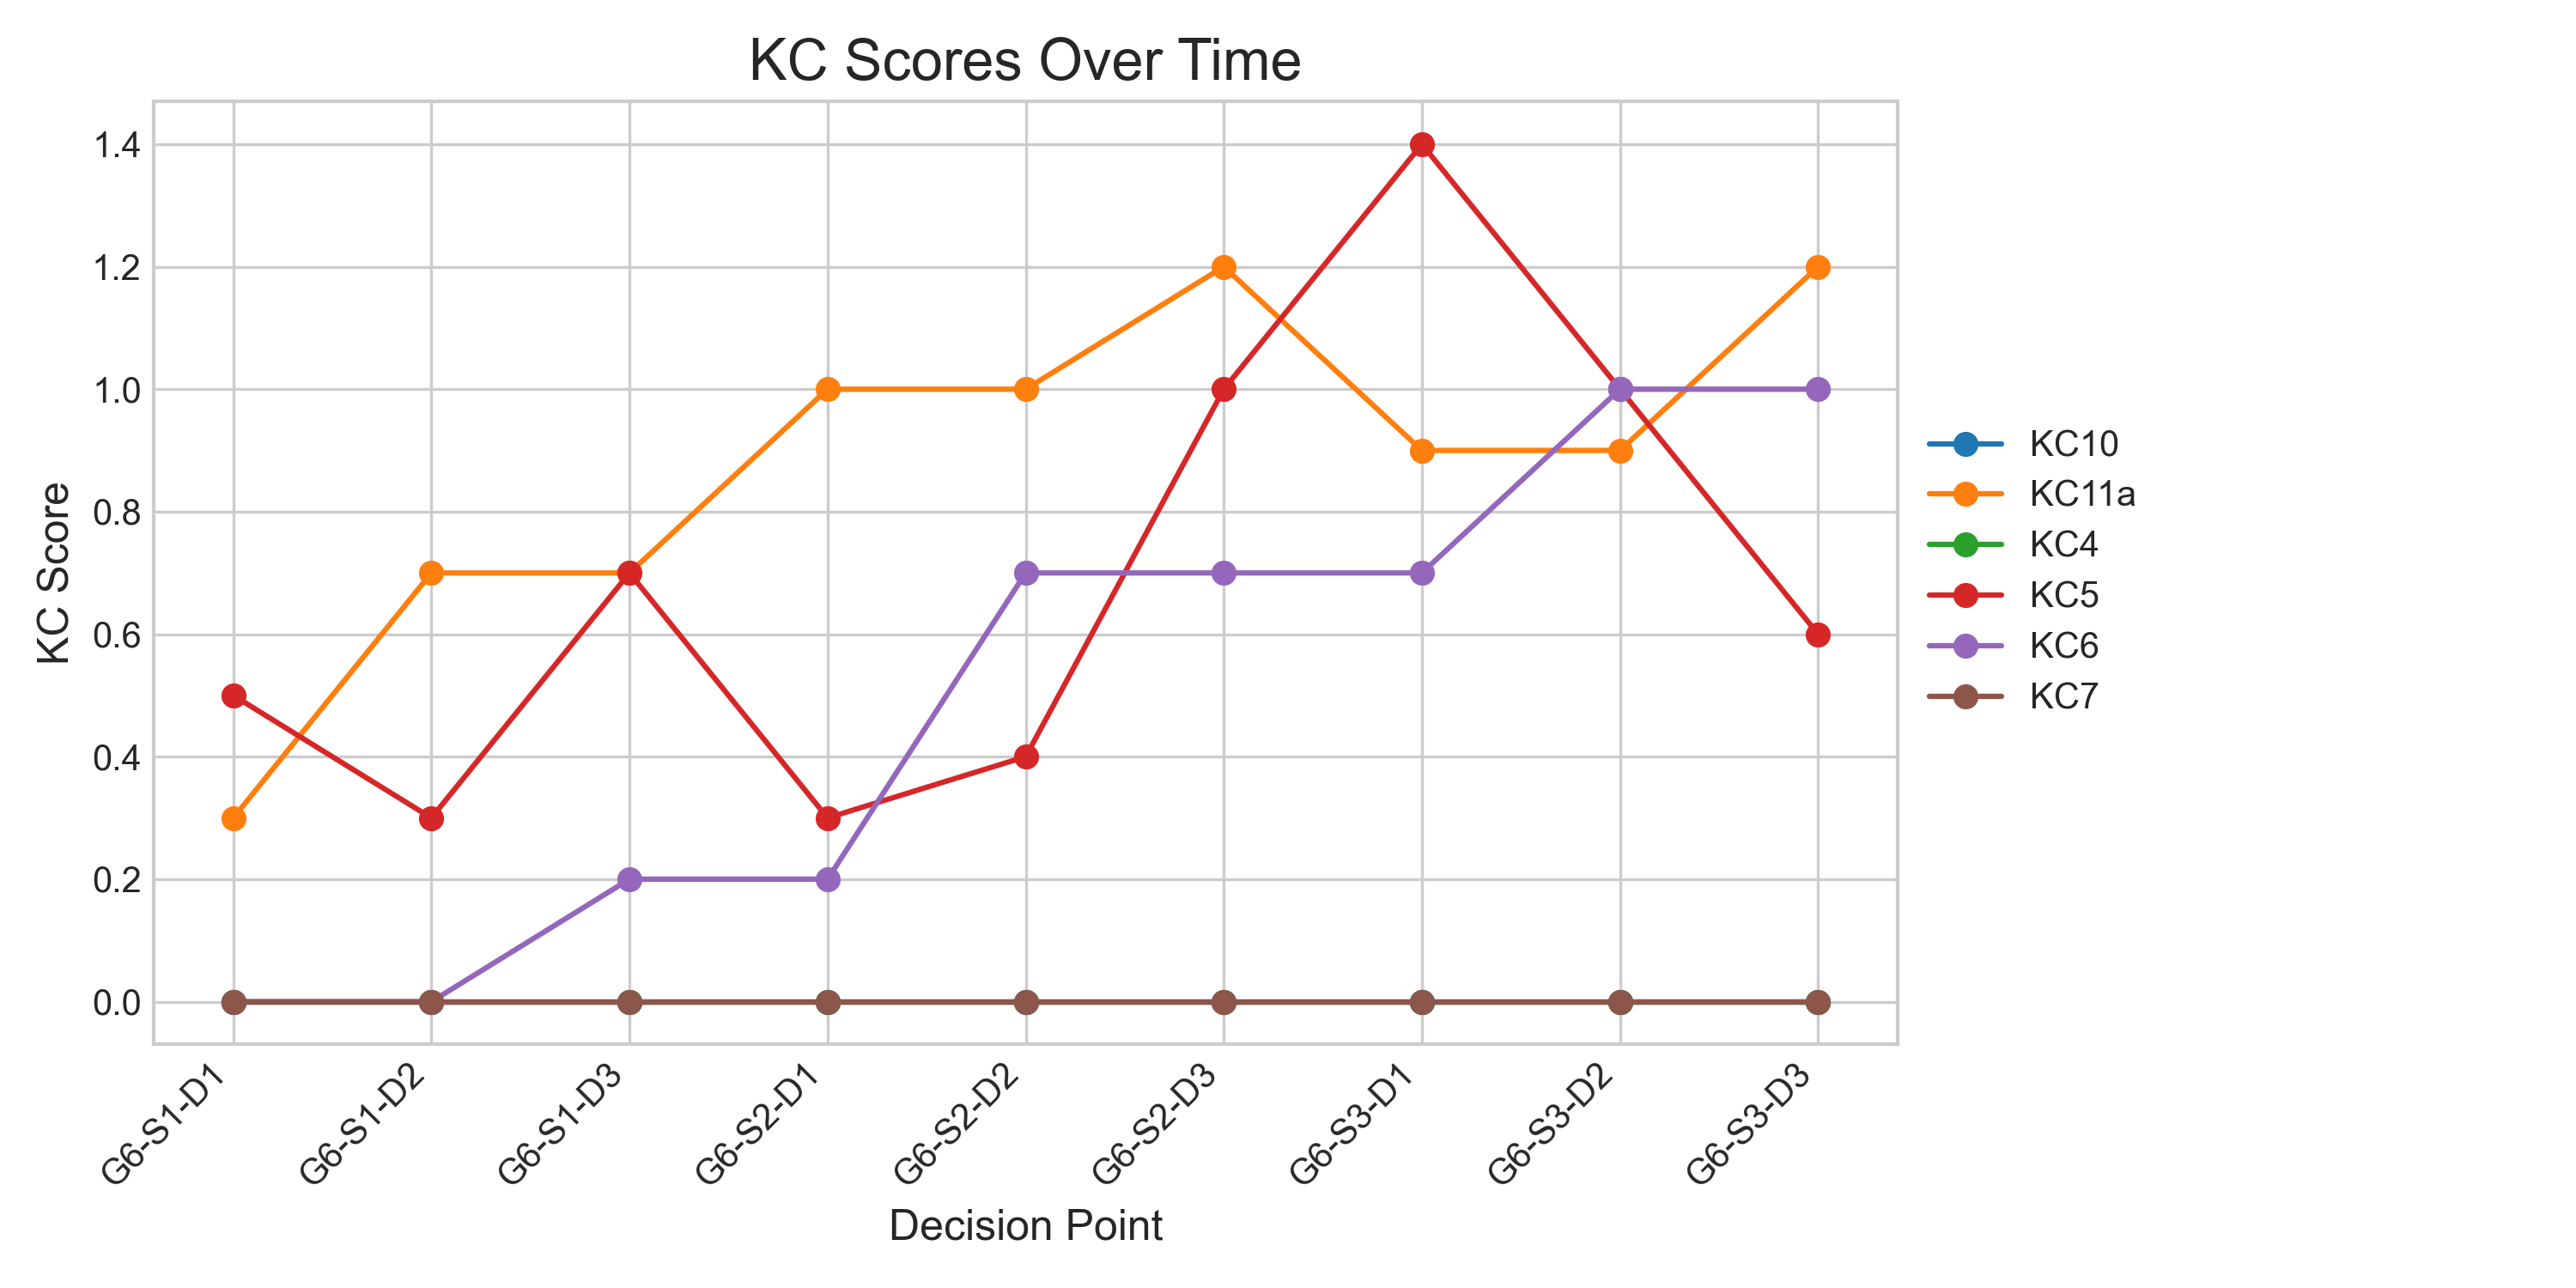 KC Scores Over Time
KC Score
1.4
1.2
1.0
0.8
0.6
0.4
0.2
0.0
G6-S1-D1
G6-S1-D2
G6-S1-D3
G6-S2-D1
G6-S2-D2
G6-S2-D3
G6-S3-D1
G6-S3-D2
G6-S3-D3
Decision Point
KC10
KC11a
KC4
KC5
KC6
KC7